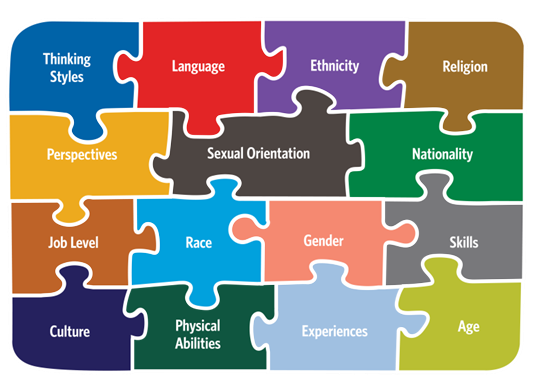 Thinking
Styles
Language
Ethnicity
Religion
Perspectives
Sexual Orientation
Nationality
Job Level
Race
Gender
Skills
Culture
Physical
Abilities
Experiences
Age